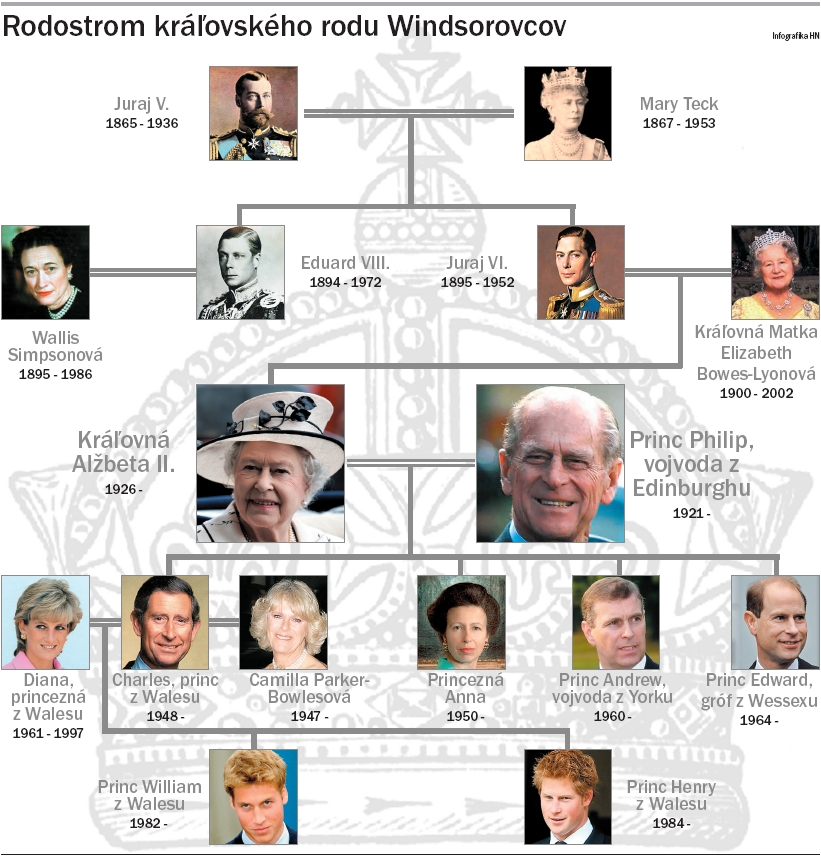 Rodostrom kráľovského rodu Windsorovcov
Infografika HN
Juraj V.
1865 - 1936
Mary Teck
1867 - 1953
Wallis
Simpsonová
1895 - 1986
Eduard VIII.
1894 - 1972
Juraj VI.
1895 - 1952
Kráľovná Matka
Elizabeth
Bowes-Lyonová
1900 - 2002
Kráľovná
Alžbeta II.
1926 -
Princ Philip,
vojvoda z
Edinburghu
1921 -
Diana,
princezná
z Walesu
1961 - 1997
Charles, princ
z Walesu
1948 -
Camilla Parker-
Bowlesová
1947 -
Princezná
Anna
1950 -
Princ Andrew,
vojvoda z Yorku
1960 -
Princ Edward,
gróf z Wessexu
1964 -
Princ William
z Walesu
1982 -
Princ Henry
z Walesu
1984 -